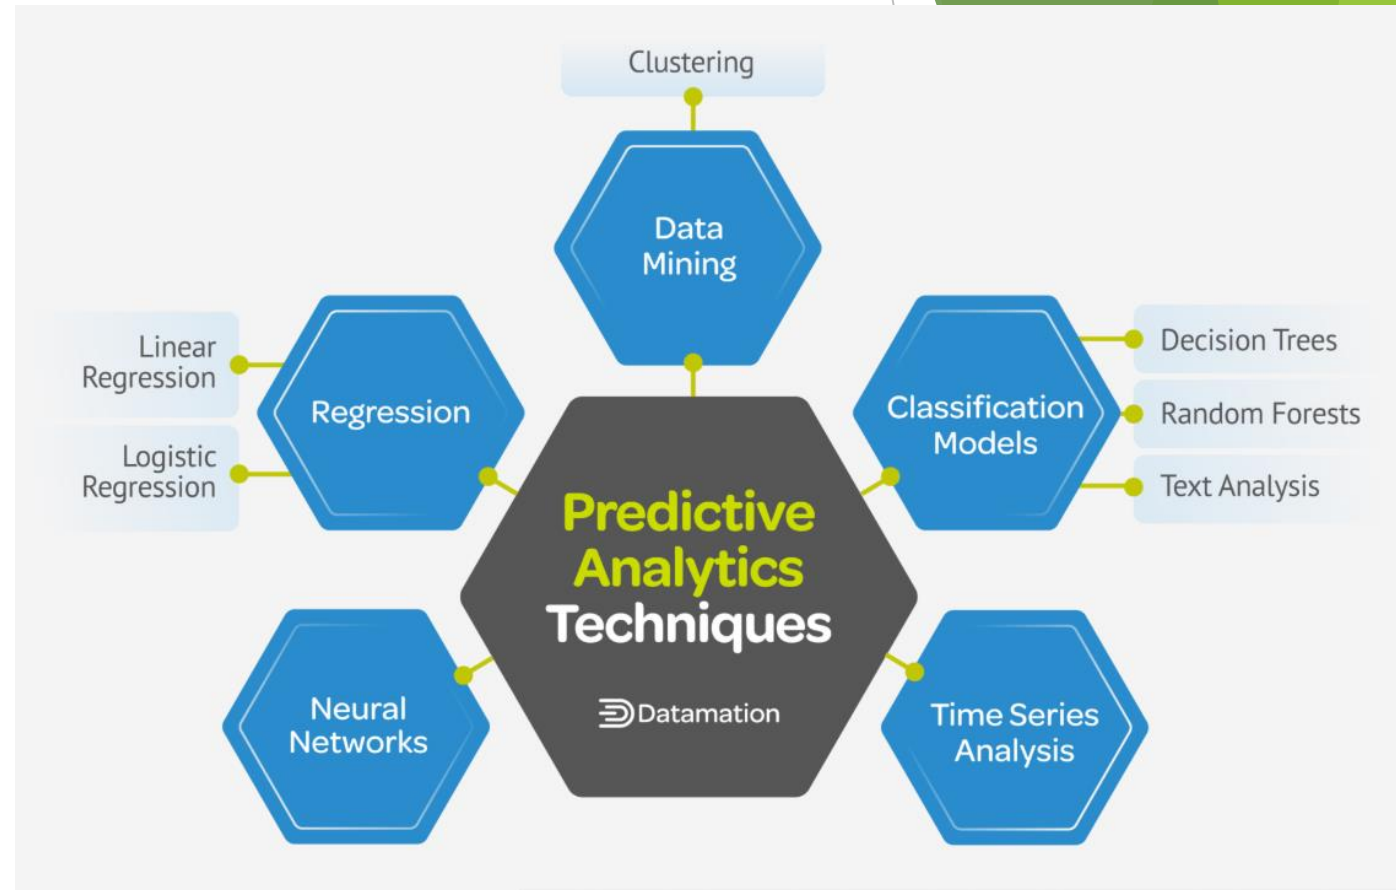 Clustering
Data
Mining
Linear
Regression
Logistic
Regression
Regression
Classification
Models
Decision Trees
Random Forests
Text Analysis
Predictive
Analytics
Techniques
Datamation
Neural
Networks
Time Series
Analysis